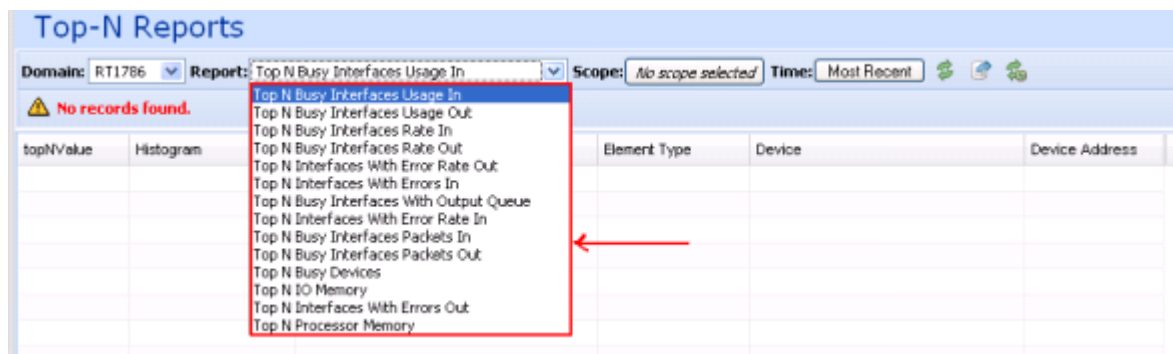 Top-N Reports
Domain: RT1786 Report: Top N Busy Interfaces Usage In Scope: No scope selected Time: Most Recent
No records found.
Top N Busy Interfaces Usage In
Top N Busy Interfaces Usage Out
Top N Busy Interfaces Rate In
Top N Busy Interfaces Rate Out
Top N Interfaces With Error Rate Out
Top N Interfaces With Errors In
Top N Busy Interfaces With Output Queue
Top N Interfaces With Error Rate In
Top N Busy Interfaces Packets In
Top N Busy Interfaces Packets Out
Top N Busy Devices
Top N IO Memory
Top N Interfaces With Errors Out
Top N Processor Memory
topNValue Histogram Element Type Device Device Address